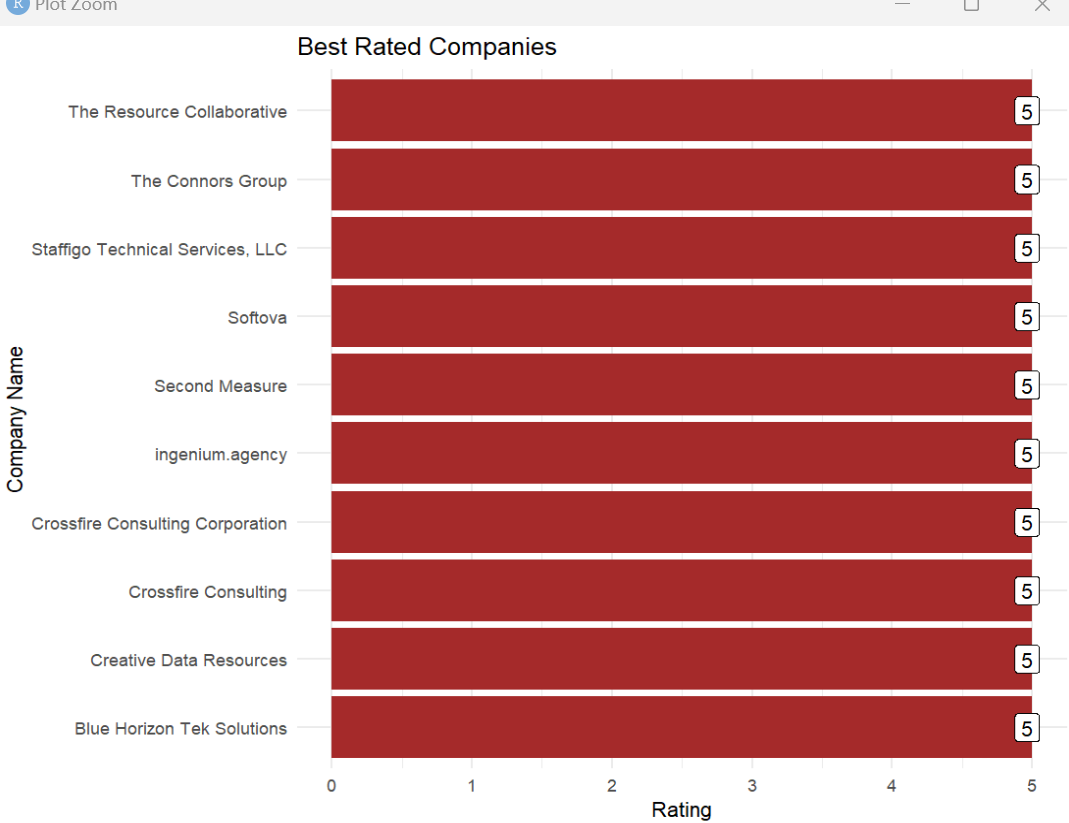 R Plot Zoom
Best Rated Companies
The Resource Collaborative 5
The Connors Group 5
Staffigo Technical Services, LLC 5
Softova 5
Second Measure 5
ingenium.agency 5
Crossfire Consulting Corporation 5
Crossfire Consulting 5
Creative Data Resources 5
Blue Horizon Tek Solutions 5
Company Name
0 1 2 3 4 5
Rating